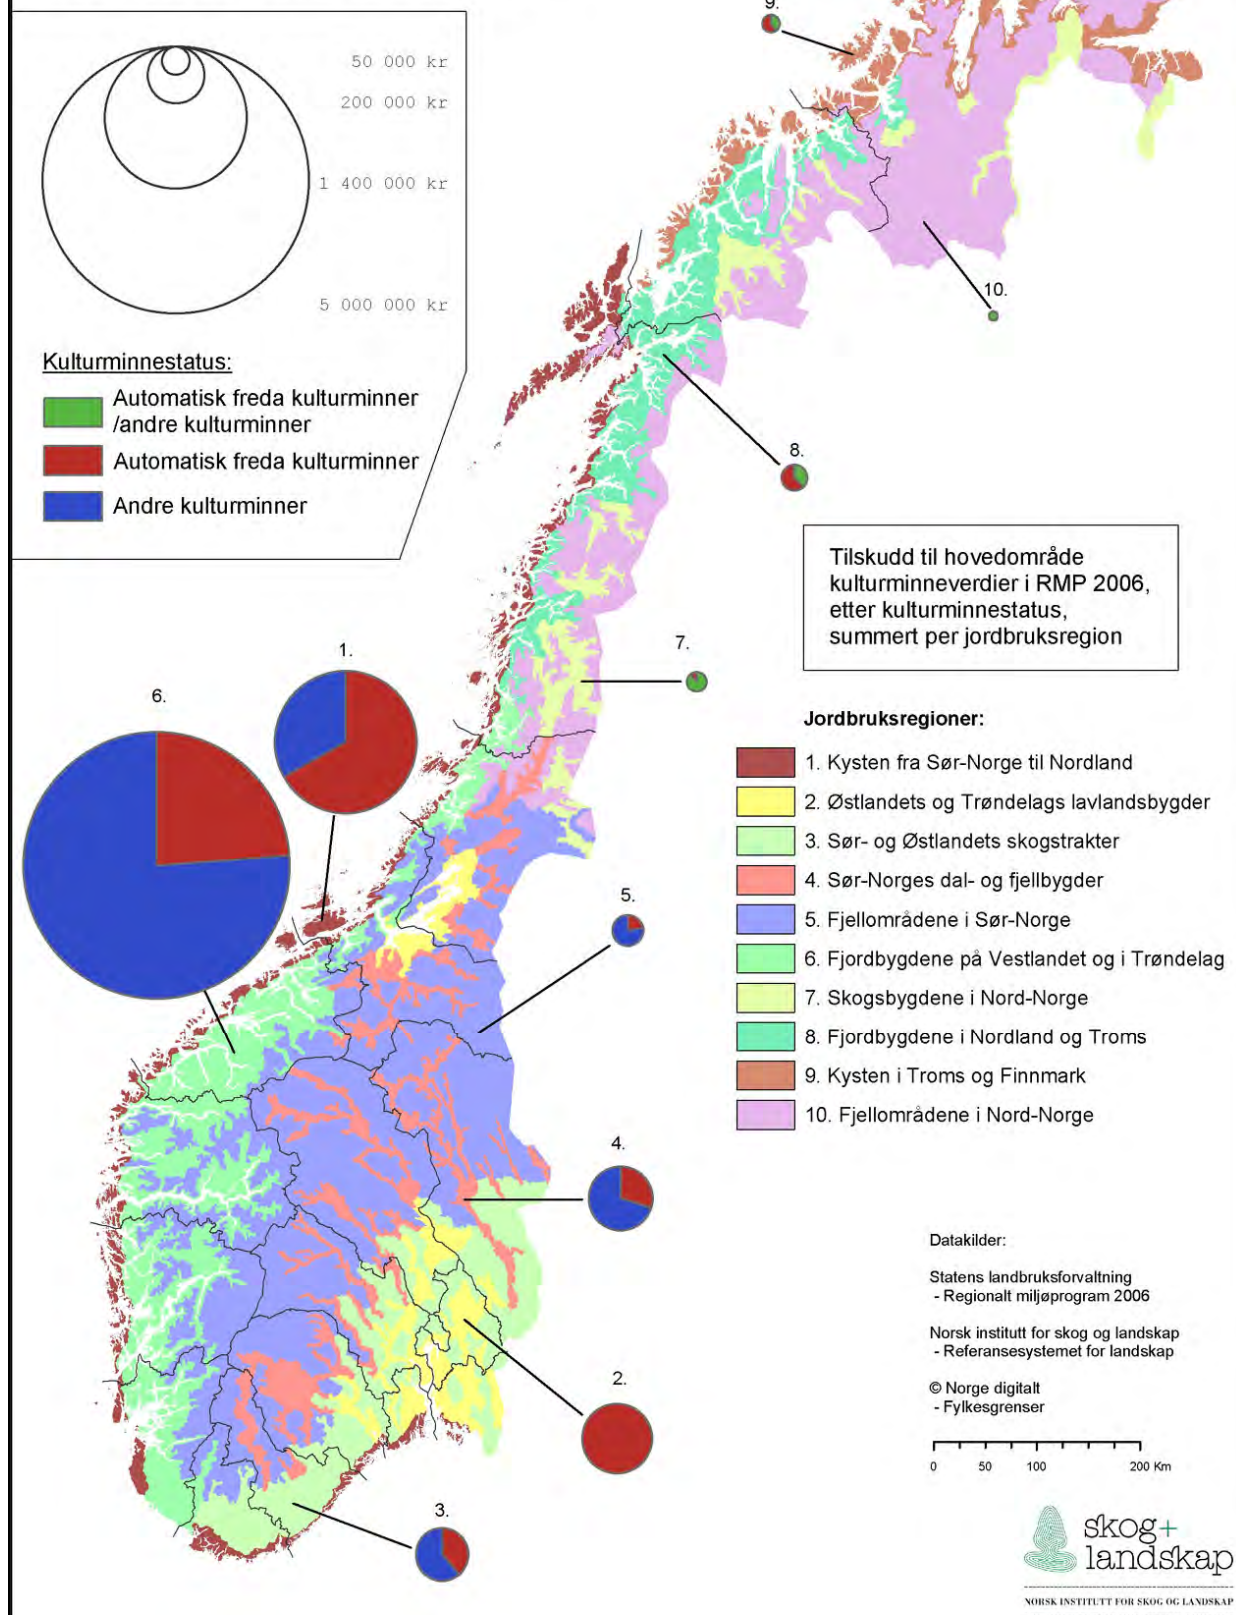 9.
50 000 kr
200 000 kr
1 400 000 kr
5 000 000 kr
Kulturminnestatus:
Automatisk freda kulturminner
/andre kulturminner
Automatisk freda kulturminner
Andre kulturminner
10.
8.
Tilskudd til hovedområde
kulturminneverdier i RMP 2006,
etter kulturminnestatus,
summert per jordbruksregion
7.
1.
6.
5.
4.
2.
3.
Jordbruksregioner:
1. Kysten fra Sør-Norge til Nordland
2. Østlandets og Trøndelags lavlandsbygder
3. Sør- og Østlandets skogstrakter
4. Sør-Norges dal- og fjellbygder
5. Fjellområdene i Sør-Norge
6. Fjordbygdene på Vestlandet og i Trøndelag
7. Skogsbygdene i Nord-Norge
8. Fjordbygdene i Nordland og Troms
9. Kysten i Troms og Finnmark
10. Fjellområdene i Nord-Norge
Datakilder:
Statens landbruksforvaltning
- Regionalt miljøprogram 2006
Norsk institutt for skog og landskap
- Referansesystemet for landskap
© Norge digitalt
- Fylkesgrenser
0 50 100 200 Km
skog+
landskap
NORSK INSTITUTT FOR SKOG OG LANDSKAP